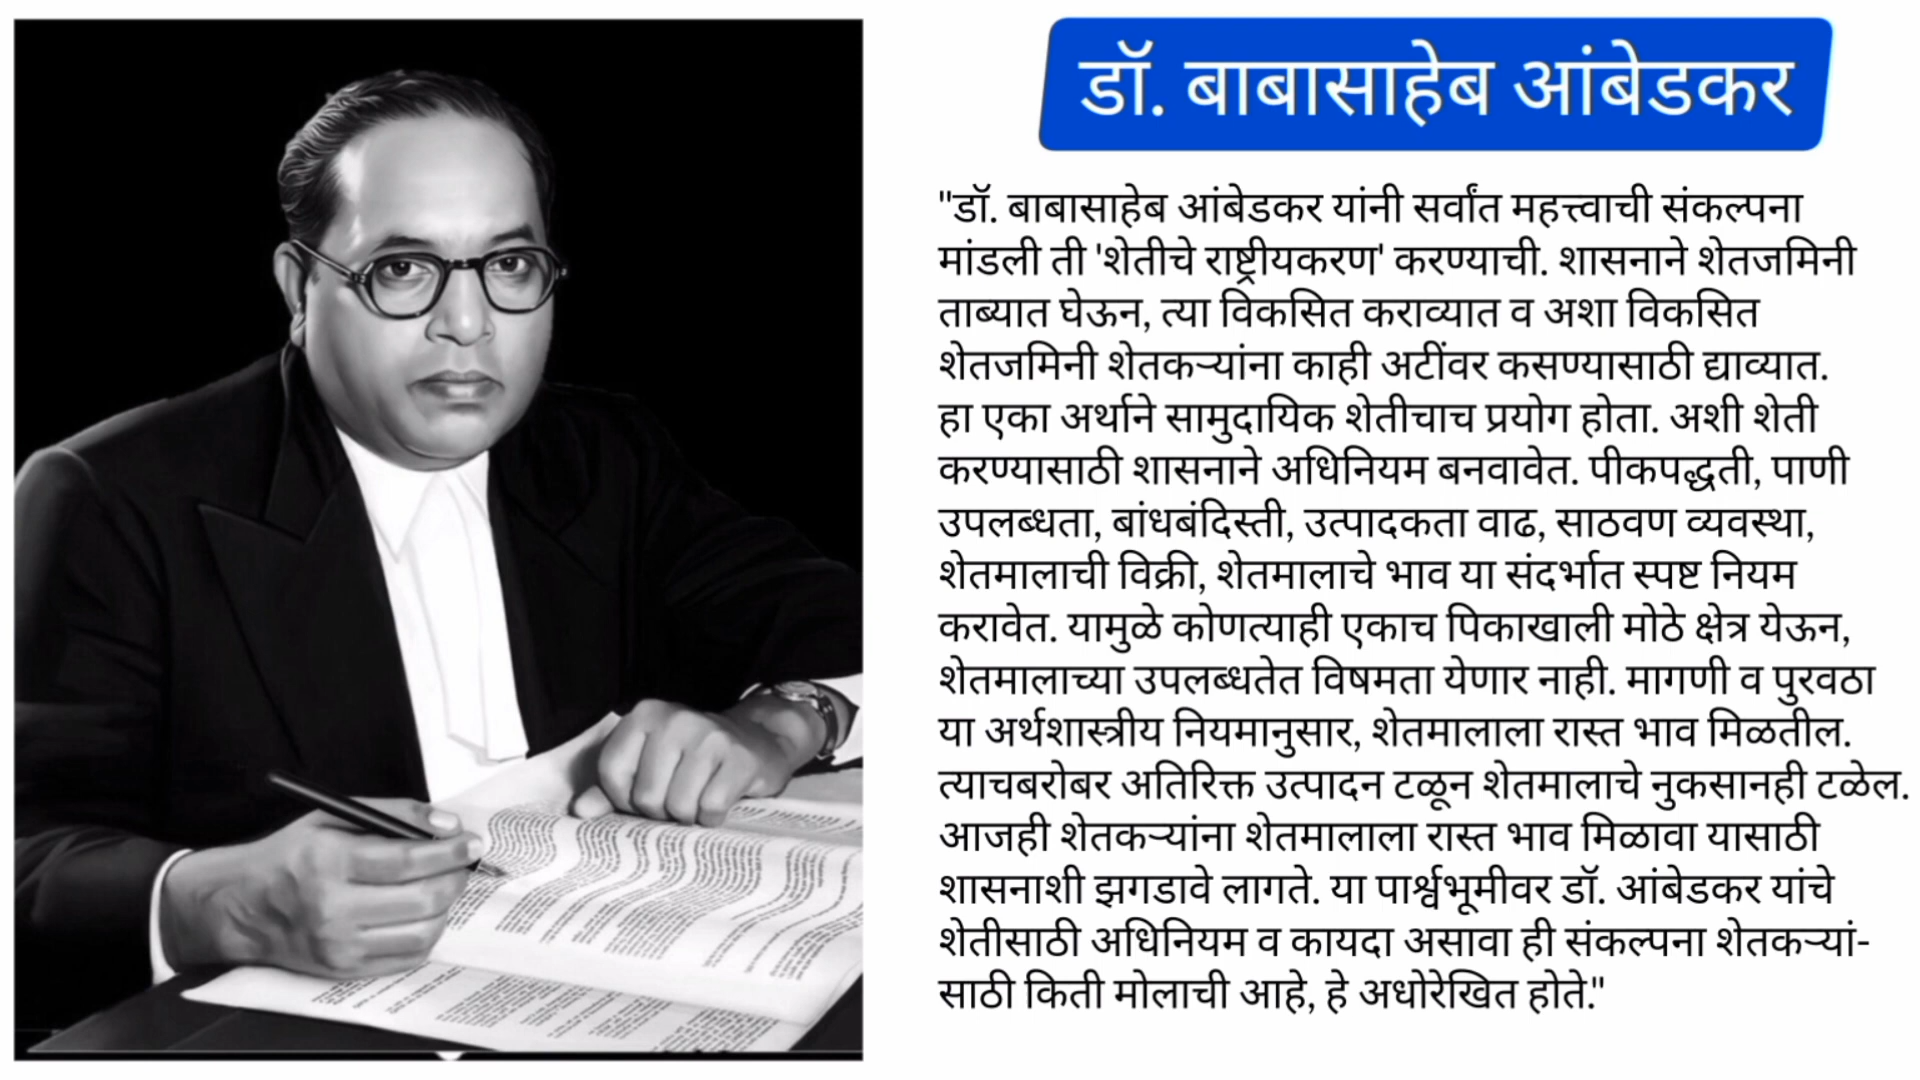 डॉ. बाबासाहेब आंबेडकर
"डॉ. बाबासाहेब आंबेडकर यांनी सर्वांत महत्त्वाची संकल्पना
मांडली ती 'शेतीचे राष्ट्रीयकरण' करण्याची. शासनाने शेतजमिनी
ताब्यात घेऊन, त्या विकसित कराव्यात व अशा विकसित
शेतजमिनी शेतकऱ्यांना काही अटींवर कसण्यासाठी द्याव्यात.
हा एका अर्थाने सामुदायिक शेतीचाच प्रयोग होता. अशी शेती
करण्यासाठी शासनाने अधिनियम बनवावेत. पीकपद्धती, पाणी
उपलब्धता, बांधबंदिस्ती, उत्पादकता वाढ, साठवण व्यवस्था,
शेतमालाची विक्री, शेतमालाचे भाव या संदर्भात स्पष्ट नियम
करावेत. यामुळे कोणत्याही एकाच पिकाखाली मोठे क्षेत्र येऊन,
शेतमालाच्या उपलब्धतेत विषमता येणार नाही. मागणी व पुरवठा
या अर्थशास्त्रीय नियमानुसार, शेतमालाला रास्त भाव मिळतील.
त्याचबरोबर अतिरिक्त उत्पादन टळून शेतमालाचे नुकसानही टळेल.
आजही शेतकऱ्यांना शेतमालाला रास्त भाव मिळावा यासाठी
शासनाशी झगडावे लागते. या पार्श्वभूमीवर डॉ. आंबेडकर यांचे
शेतीसाठी अधिनियम व कायदा असावा ही संकल्पना शेतकऱ्यां-
साठी किती मोलाची आहे, हे अधोरेखित होते."